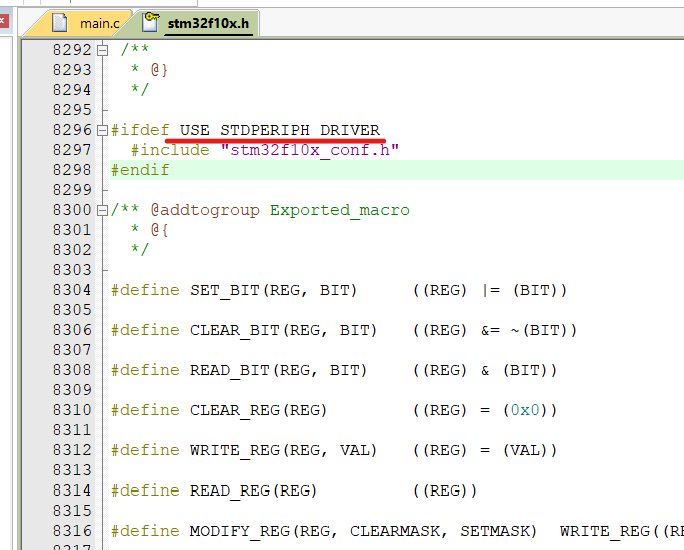 main.c stm32f10x.h
8292 /**
8293 * @}
8294 */
8295
8296 #ifdef USE_STDPERIPH_DRIVER
8297 #include "stm32f10x_conf.h"
8298 #endif
8299
8300 /** @addtogroup Exported_macro
8301 * @{
8302 */
8303
8304 #define SET_BIT(REG, BIT) ((REG) |= (BIT))
8305
8306 #define CLEAR_BIT(REG, BIT) ((REG) &= ~(BIT))
8307
8308 #define READ_BIT(REG, BIT) ((REG) & (BIT))
8309
8310 #define CLEAR_REG(REG) ((REG) = (0x0))
8311
8312 #define WRITE_REG(REG, VAL) ((REG) = (VAL))
8313
8314 #define READ_REG(REG) ((REG))
8315
8316 #define MODIFY_REG(REG, CLEARMASK, SETMASK) WRITE_REG((RE